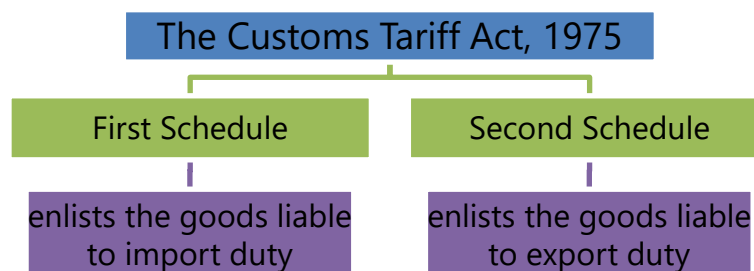 The Customs Tariff Act, 1975
First Schedule
Second Schedule
enlists the goods liable
to import duty
enlists the goods liable
to export duty